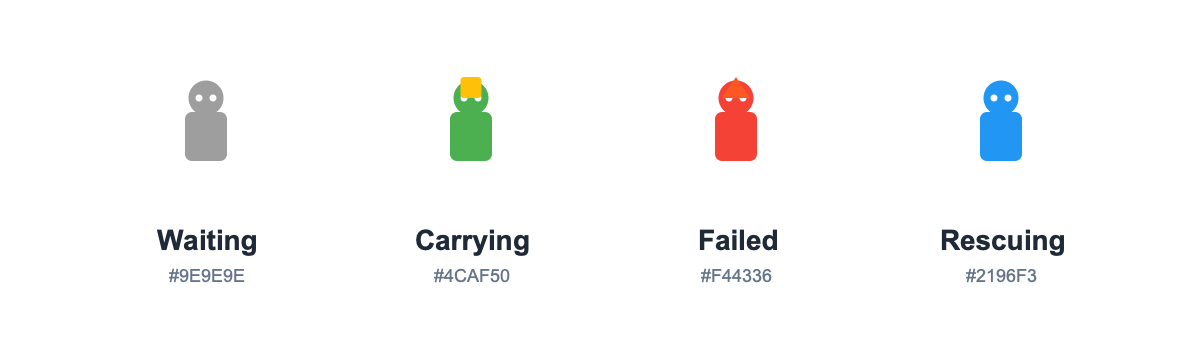 Waiting
#9E9E9E
Carrying
#4CAF50
Failed
#F44336
Rescuing
#2196F3